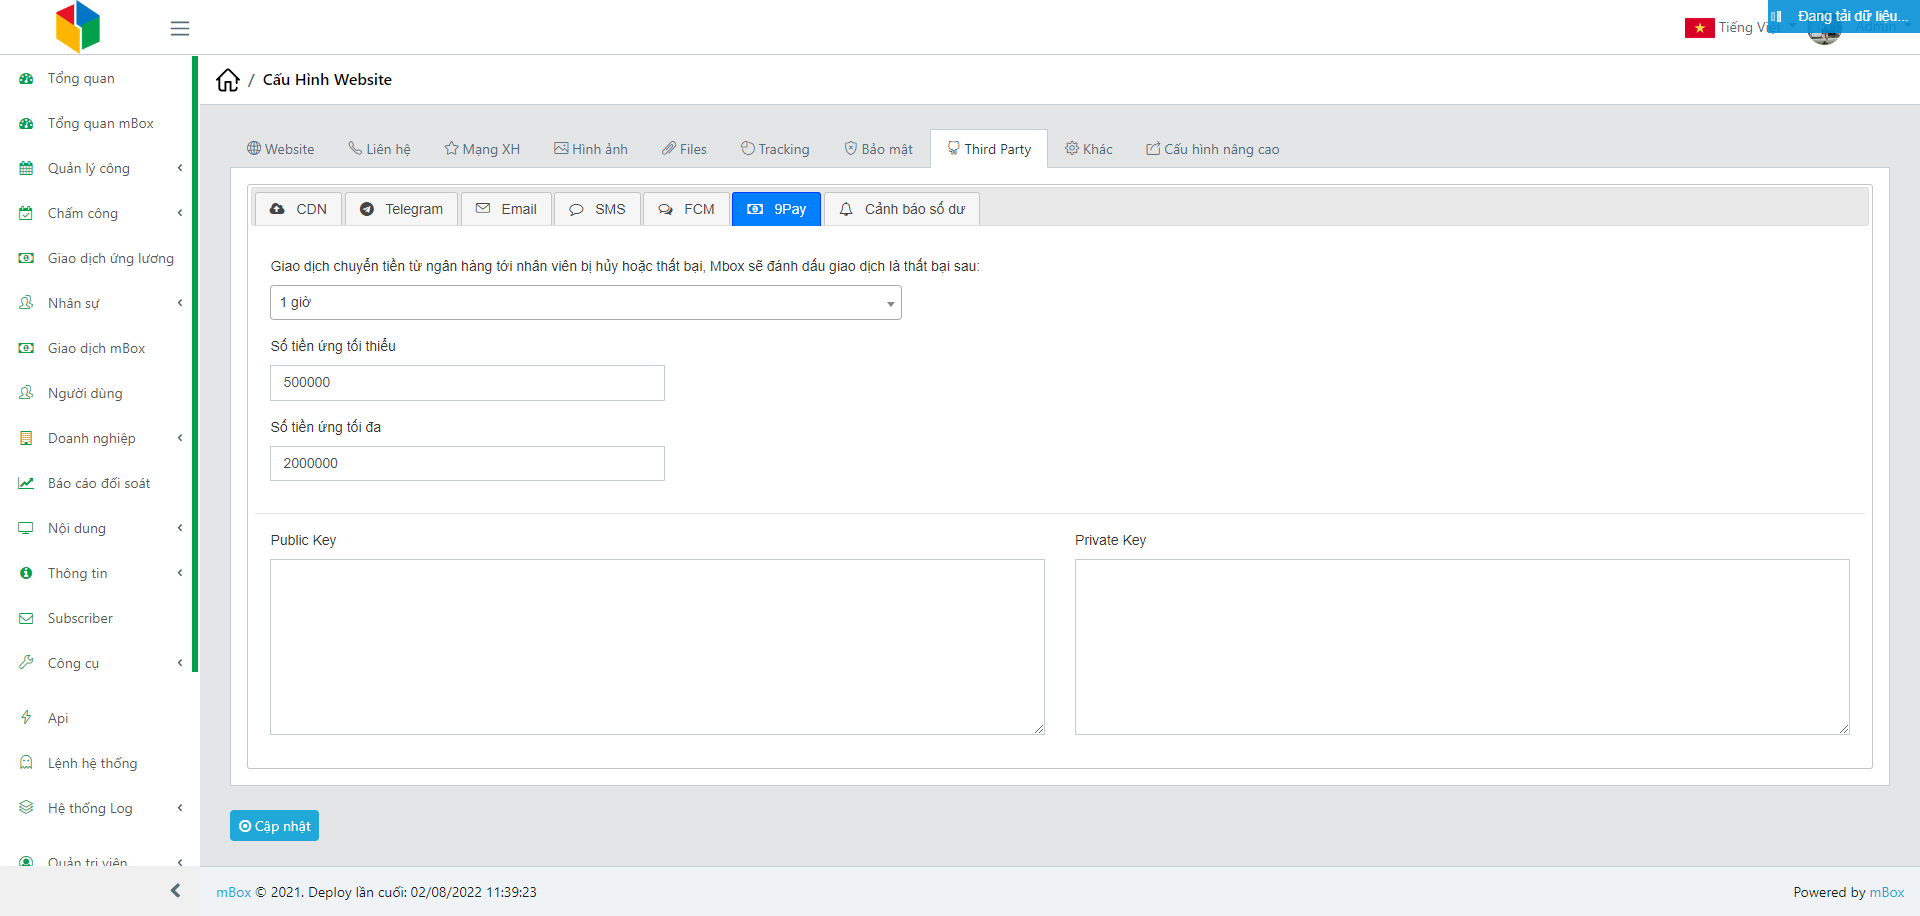 Tiếng Việt
Đang tải dữ liệu...
Tổng quan
Tổng quan mBox
Quản lý công
Chấm công
Giao dịch ứng lương
Nhân sự
Giao dịch mBox
Người dùng
Doanh nghiệp
Báo cáo đối soát
Nội dung
Thông tin
Subscriber
Công cụ
Api
Lệnh hệ thống
Hệ thống Log
Quản trị viên
/ Cấu Hình Website
Website
Liên hệ
Mạng XH
Hình ảnh
Files
Tracking
Bảo mật
Third Party
Khác
Cấu hình nâng cao
CDN
Telegram
Email
SMS
FCM
9Pay
Cảnh báo số dư
Giao dịch chuyển tiền từ ngân hàng tới nhân viên bị hủy hoặc thất bại, Mbox sẽ đánh dấu giao dịch là thất bại sau:
1 giờ
Số tiền ứng tối thiểu
500000
Số tiền ứng tối đa
2000000
Public Key
Private Key
Cập nhật
mBox © 2021. Deploy lần cuối: 02/08/2022 11:39:23
Powered by mBox